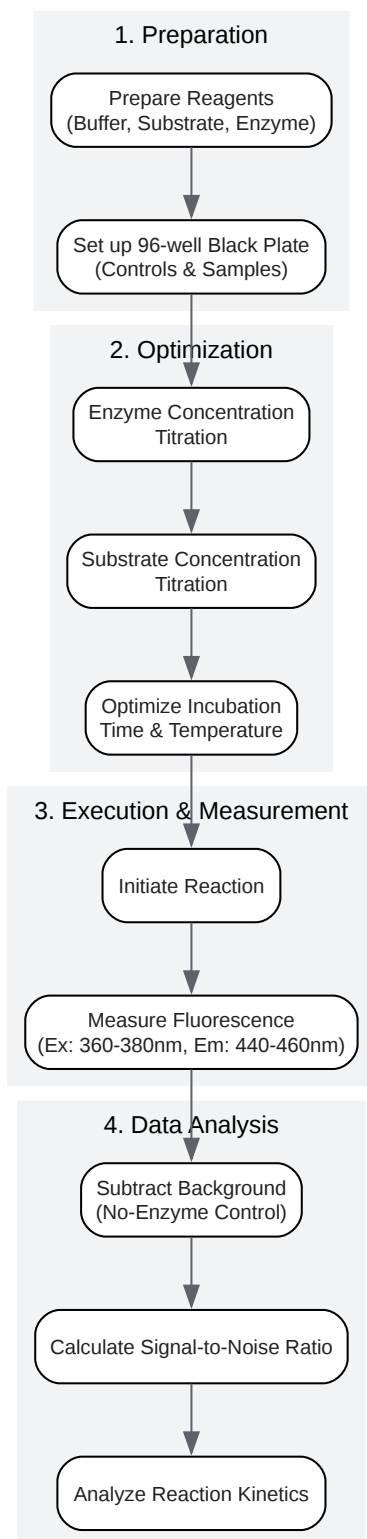 1. Preparation
Prepare Reagents
(Buffer, Substrate, Enzyme)
Set up 96-well Black Plate
(Controls & Samples)
2. Optimization
Enzyme Concentration
Titration
Substrate Concentration
Titration
Optimize Incubation
Time & Temperature
3. Execution & Measurement
Initiate Reaction
Measure Fluorescence
(Ex: 360-380nm, Em: 440-460nm)
4. Data Analysis
Subtract Background
(No-Enzyme Control)
Calculate Signal-to-Noise Ratio
Analyze Reaction Kinetics